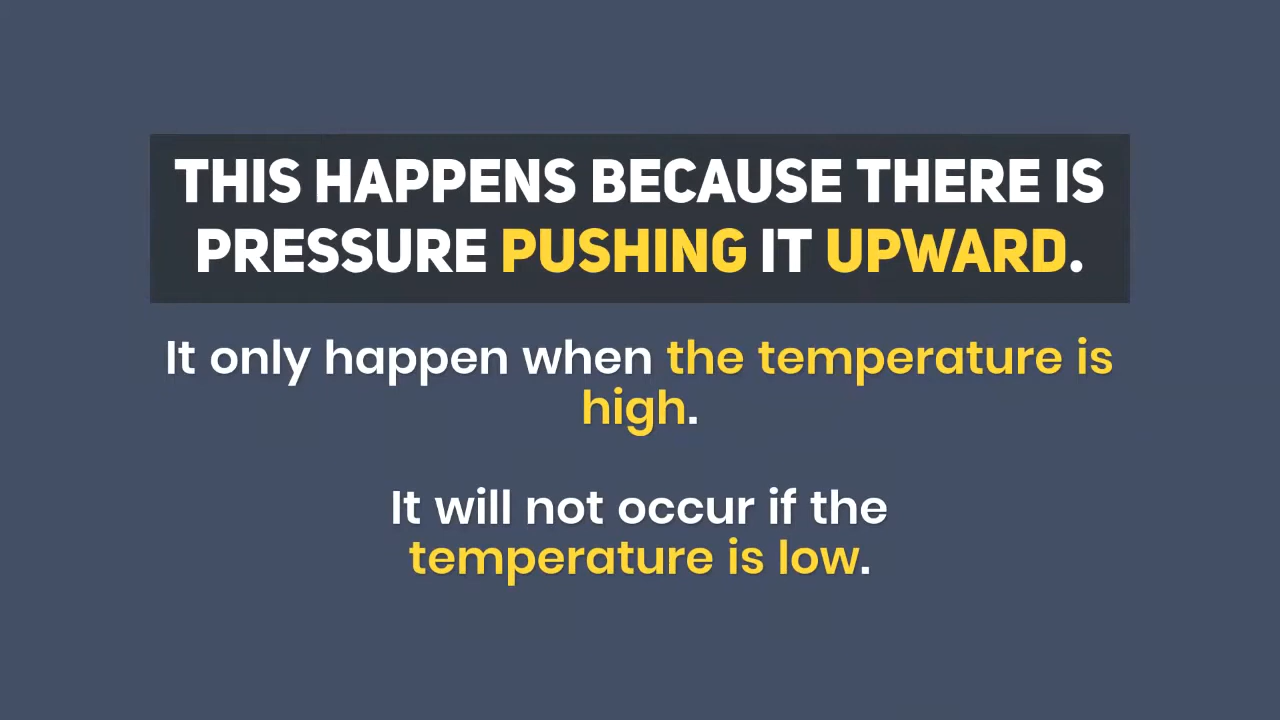 THIS HAPPENS BECAUSE THERE IS
PRESSURE PUSHING IT UPWARD.
It only happen when the temperature is
high.
It will not occur if the
temperature is low.